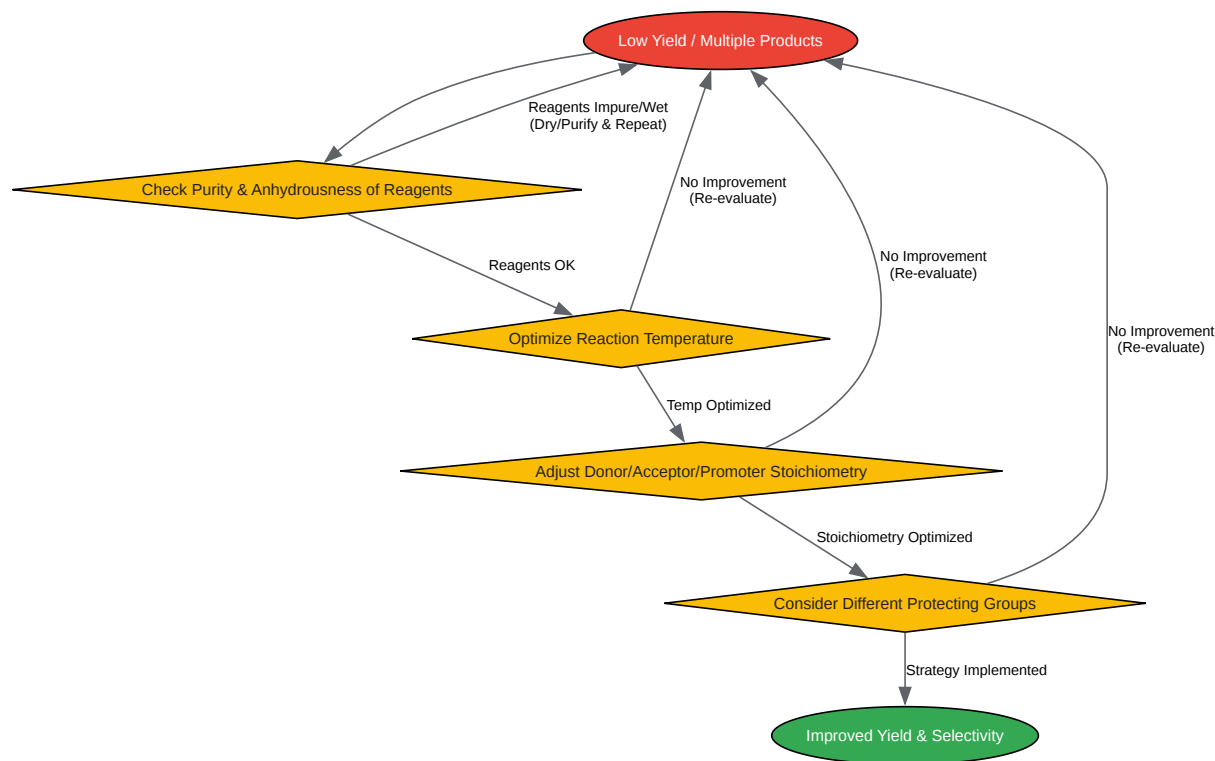 Low Yield / Multiple Products
Reagents Impure/Wet
(Dry/Purify & Repeat)
Check Purity & Anhydrousness of Reagents
No Improvement
(Re-evaluate)
Reagents OK
No Improvement
(Re-evaluate)
Optimize Reaction Temperature
No Improvement
(Re-evaluate)
Temp Optimized
Adjust Donor/Acceptor/Promoter Stoichiometry
Stoichiometry Optimized
Consider Different Protecting Groups
Strategy Implemented
Improved Yield & Selectivity